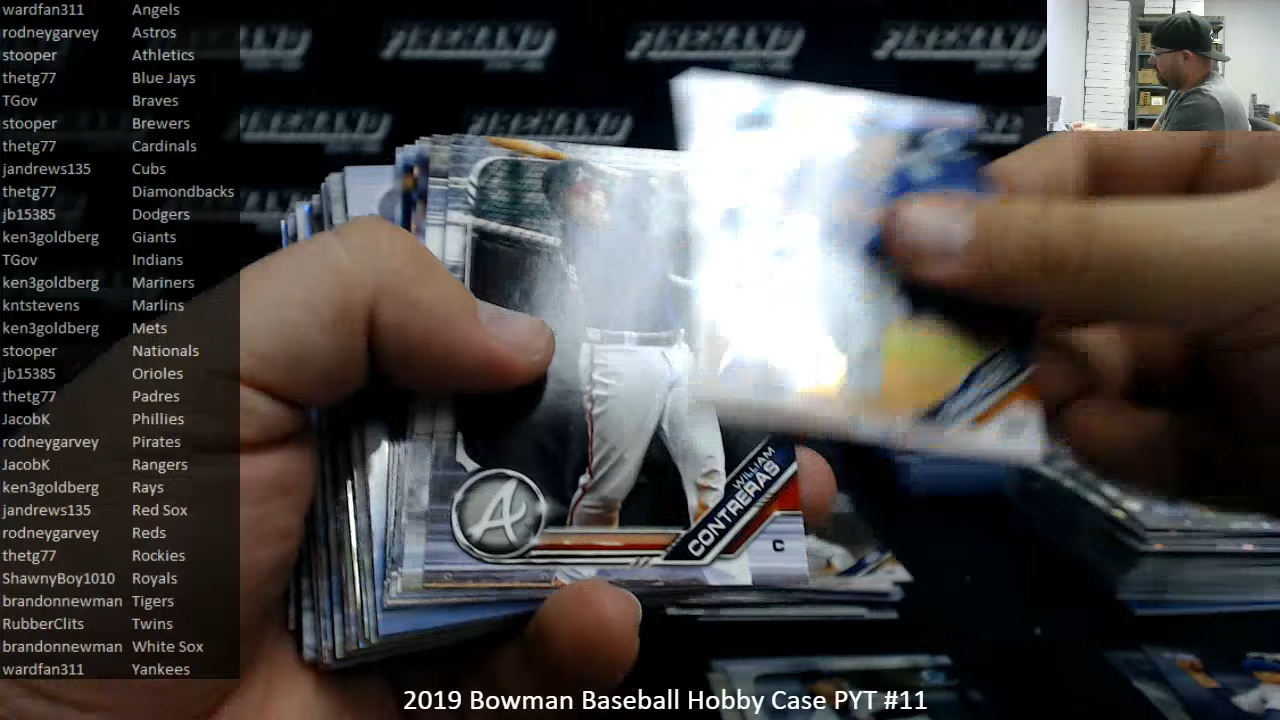 wardfan311 Angels
rodneygarvey Astros
stooper Athletics
thetg77 Blue Jays
TGov Braves
stooper Brewers
thetg77 Cardinals
jandrews135 Cubs
thetg77 Diamondbacks
jb15385 Dodgers
ken3goldberg Giants
TGov Indians
ken3goldberg Mariners
kntstevens Marlins
ken3goldberg Mets
stooper Nationals
jb15385 Orioles
thetg77 Padres
JacobK Phillies
rodneygarvey Pirates
JacobK Rangers
ken3goldberg Rays
jandrews135 Red Sox
rodneygarvey Reds
thetg77 Rockies
ShawnyBoy1010 Royals
brandonnewman Tigers
RubberClits Twins
brandonnewman White Sox
wardfan311 Yankees
A
WILLIAM
CONTRERAS
C
2019 Bowman Baseball Hobby Case PYT #11